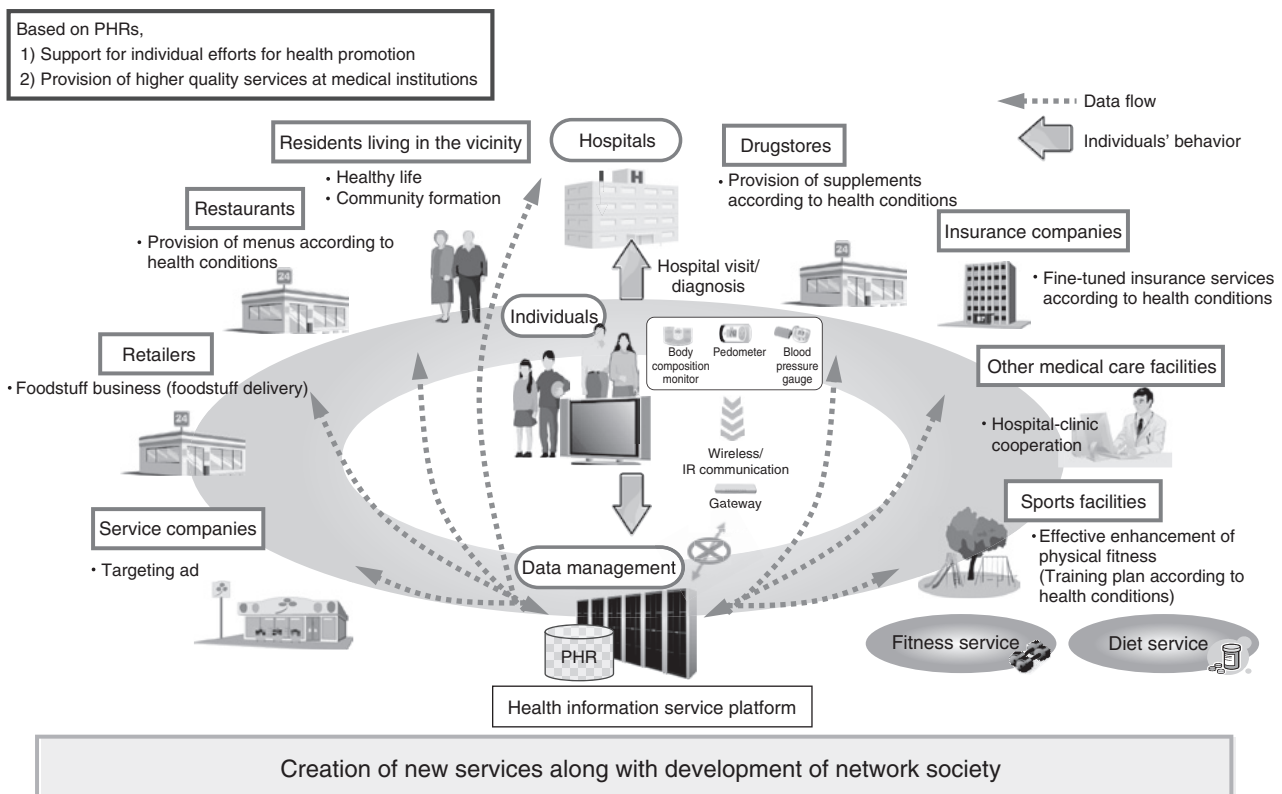 Based on PHRs,
1) Support for individual efforts for health promotion
2) Provision of higher quality services at medical institutions
Data flow
Individuals' behavior
Residents living in the vicinity
• Healthy life
• Community formation
Hospitals
H
Drugstores
• Provision of supplements
according to health conditions
Restaurants
• Provision of menus according to
health conditions
24
Hospital visit/
diagnosis
24
Insurance companies
• Fine-tuned insurance services
according to health conditions
Individuals
Body
composition
monitor
Pedometer
Blood
pressure
gauge
Retailers
• Foodstuff business (foodstuff delivery)
24
Other medical care facilities
• Hospital-clinic
cooperation
Wireless/
IR communication
Gateway
Service companies
• Targeting ad
Sports facilities
• Effective enhancement of
physical fitness
(Training plan according to
health conditions)
Data management
PHR
Fitness service
Diet service
Health information service platform
Creation of new services along with development of network society